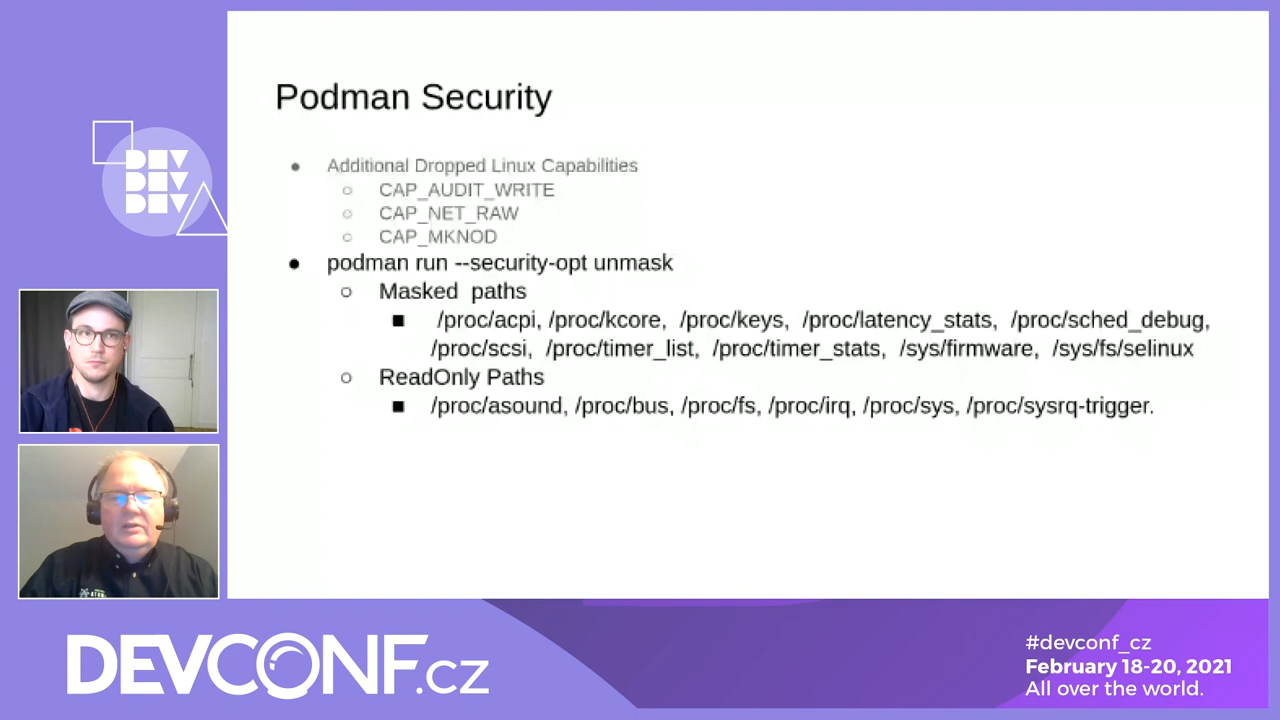 Podman Security
Additional Dropped Linux Capabilities
CAP_AUDIT_WRITE
CAP_NET_RAW
CAP_MKNOD
podman run --security-opt unmask
Masked paths
/proc/acpi, /proc/kcore, /proc/keys, /proc/latency_stats, /proc/sched_debug,
/proc/scsi, /proc/timer_list, /proc/timer_stats, /sys/firmware, /sys/fs/selinux
ReadOnly Paths
/proc/asound, /proc/bus, /proc/fs, /proc/irq, /proc/sys, /proc/sysrq-trigger.
DEV
DEV
DEV
DEVCONF.cz
#devconf_cz
February 18-20, 2021
All over the world.